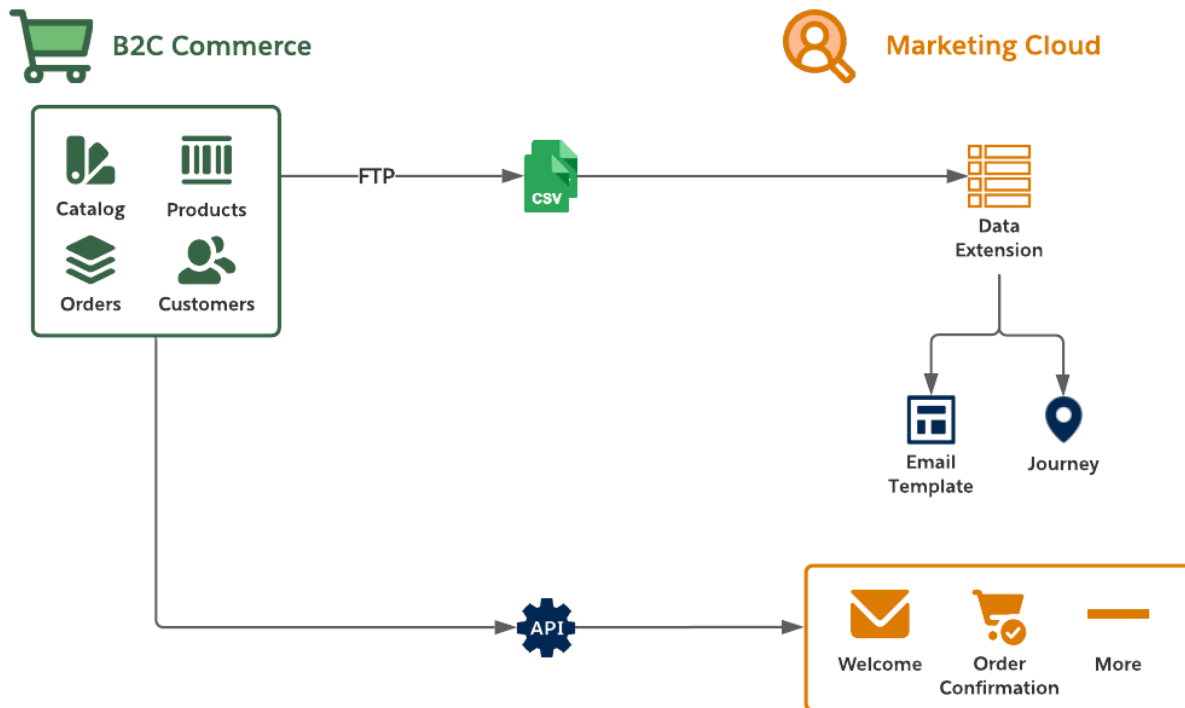 B2C Commerce
Marketing Cloud
Catalog
Products
Orders
Customers
FTP
CSV
Data
Extension
Email
Template
Journey
API
Welcome
Order
Confirmation
More